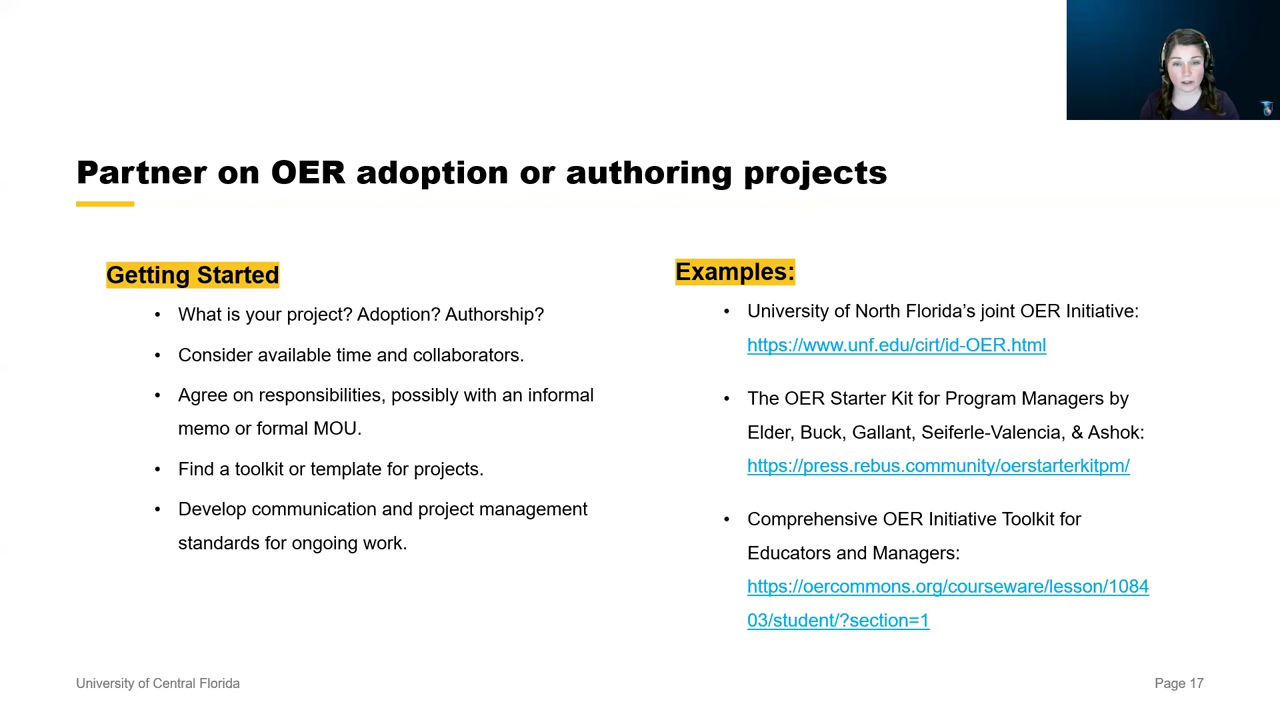 Partner on OER adoption or authoring projects
Getting Started
• What is your project? Adoption? Authorship?
• Consider available time and collaborators.
• Agree on responsibilities, possibly with an informal
memo or formal MOU.
• Find a toolkit or template for projects.
• Develop communication and project management
standards for ongoing work.
Examples:
• University of North Florida’s joint OER Initiative:
https://www.unf.edu/cirt/id-OER.html
• The OER Starter Kit for Program Managers by
Elder, Buck, Gallant, Seiferle-Valencia, & Ashok:
https://press.rebus.community/oerstarterkitpm/
• Comprehensive OER Initiative Toolkit for
Educators and Managers:
https://oercommons.org/courseware/lesson/1084
03/student/?section=1
University of Central Florida
Page 17